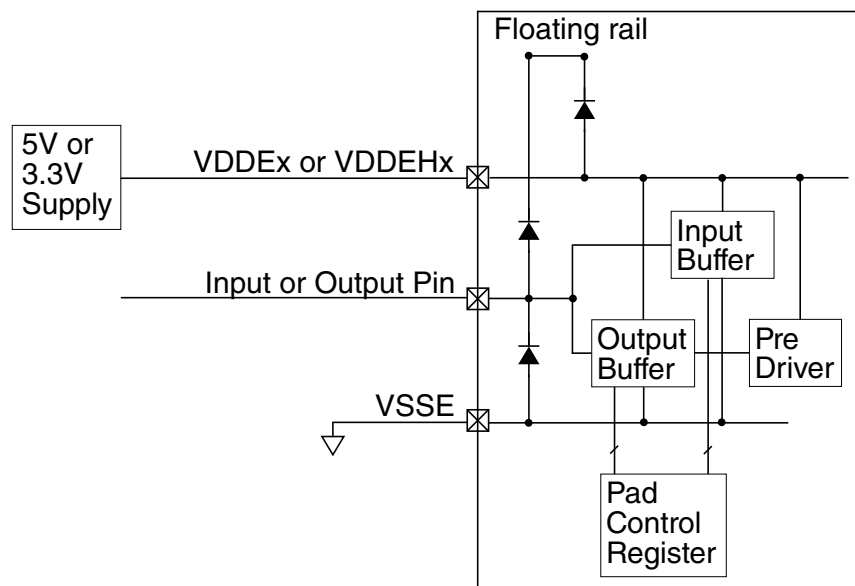 Floating rail
5V or
3.3V
Supply
VDDEx or VDDEHx
Input
Buffer
Input or Output Pin
Output
Buffer
Pre
Driver
VSSE
Pad
Control
Register